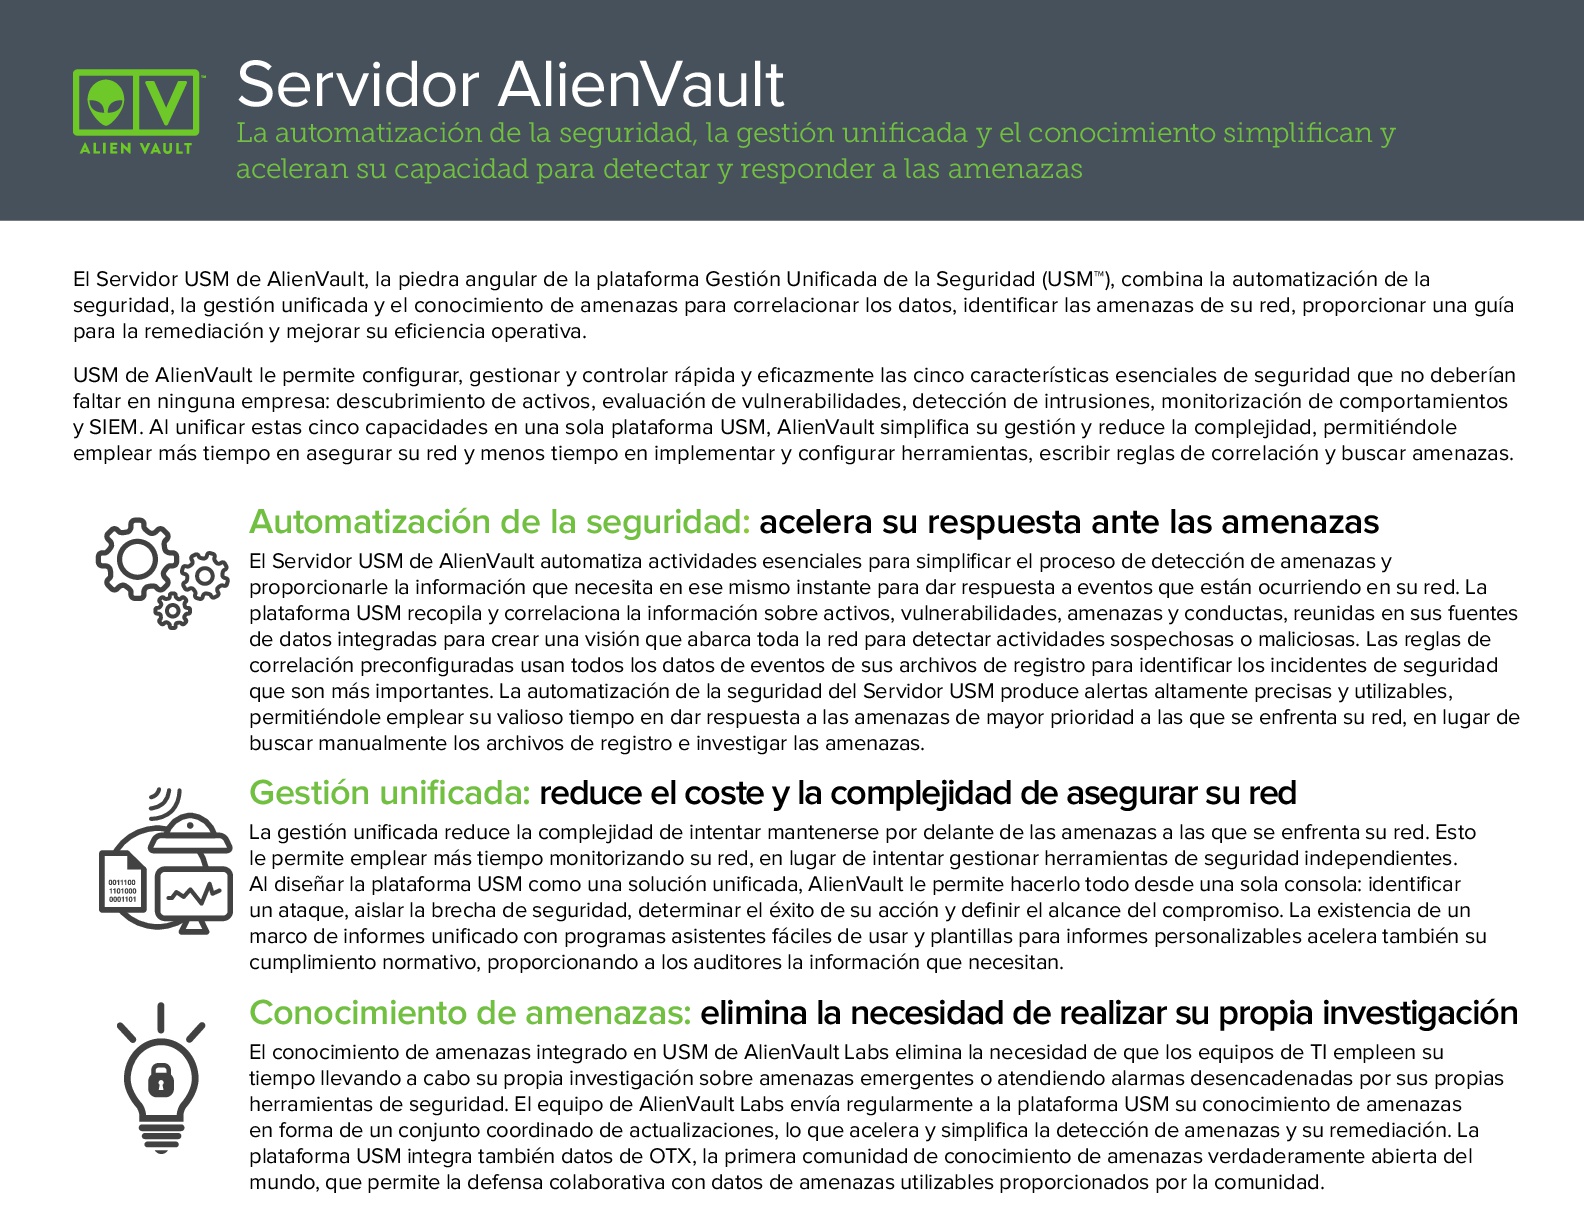 Servidor AlienVault
ALIEN VAULT™
La automatización de la seguridad, la gestión unificada y el conocimiento simplifican y
aceleran su capacidad para detectar y responder a las amenazas
El Servidor USM de AlienVault, la piedra angular de la plataforma Gestión Unificada de la Seguridad (USM™), combina la automatización de la
seguridad, la gestión unificada y el conocimiento de amenazas para correlacionar los datos, identificar las amenazas de su red, proporcionar una guía
para la remediación y mejorar su eficiencia operativa.
USM de AlienVault le permite configurar, gestionar y controlar rápida y eficazmente las cinco características esenciales de seguridad que no deberían
faltar en ninguna empresa: descubrimiento de activos, evaluación de vulnerabilidades, detección de intrusiones, monitorización de comportamientos
y SIEM. Al unificar estas cinco capacidades en una sola plataforma USM, AlienVault simplifica su gestión y reduce la complejidad, permitiéndole
emplear más tiempo en asegurar su red y menos tiempo en implementar y configurar herramientas, escribir reglas de correlación y buscar amenazas.
Automatización de la seguridad: acelera su respuesta ante las amenazas
El Servidor USM de AlienVault automatiza actividades esenciales para simplificar el proceso de detección de amenazas y
proporcionarle la información que necesita en ese mismo instante para dar respuesta a eventos que están ocurriendo en su red. La
plataforma USM recopila y correlaciona la información sobre activos, vulnerabilidades, amenazas y conductas, reunidas en sus fuentes
de datos integradas para crear una visión que abarca toda la red para detectar actividades sospechosas o maliciosas. Las reglas de
correlación preconfiguradas usan todos los datos de eventos de sus archivos de registro para identificar los incidentes de seguridad
que son más importantes. La automatización de la seguridad del Servidor USM produce alertas altamente precisas y utilizables,
permitiéndole emplear su valioso tiempo en dar respuesta a las amenazas de mayor prioridad a las que se enfrenta su red, en lugar de
buscar manualmente los archivos de registro e investigar las amenazas.
Gestión unificada: reduce el coste y la complejidad de asegurar su red
La gestión unificada reduce la complejidad de intentar mantenerse por delante de las amenazas a las que se enfrenta su red. Esto
le permite emplear más tiempo monitorizando su red, en lugar de intentar gestionar herramientas de seguridad independientes.
Al diseñar la plataforma USM como una solución unificada, AlienVault le permite hacerlo todo desde una sola consola: identificar
un ataque, aislar la brecha de seguridad, determinar el éxito de su acción y definir el alcance del compromiso. La existencia de un
marco de informes unificado con programas asistentes fáciles de usar y plantillas para informes personalizables acelera también su
cumplimiento normativo, proporcionando a los auditores la información que necesitan.
0011100
1101000
0001101
Conocimiento de amenazas: elimina la necesidad de realizar su propia investigación
El conocimiento de amenazas integrado en USM de AlienVault Labs elimina la necesidad de que los equipos de TI empleen su
tiempo llevando a cabo su propia investigación sobre amenazas emergentes o atendiendo alarmas desencadenadas por sus propias
herramientas de seguridad. El equipo de AlienVault Labs envía regularmente a la plataforma USM su conocimiento de amenazas
en forma de un conjunto coordinado de actualizaciones, lo que acelera y simplifica la detección de amenazas y su remediación. La
plataforma USM integra también datos de OTX, la primera comunidad de conocimiento de amenazas verdaderamente abierta del
mundo, que permite la defensa colaborativa con datos de amenazas utilizables proporcionados por la comunidad.